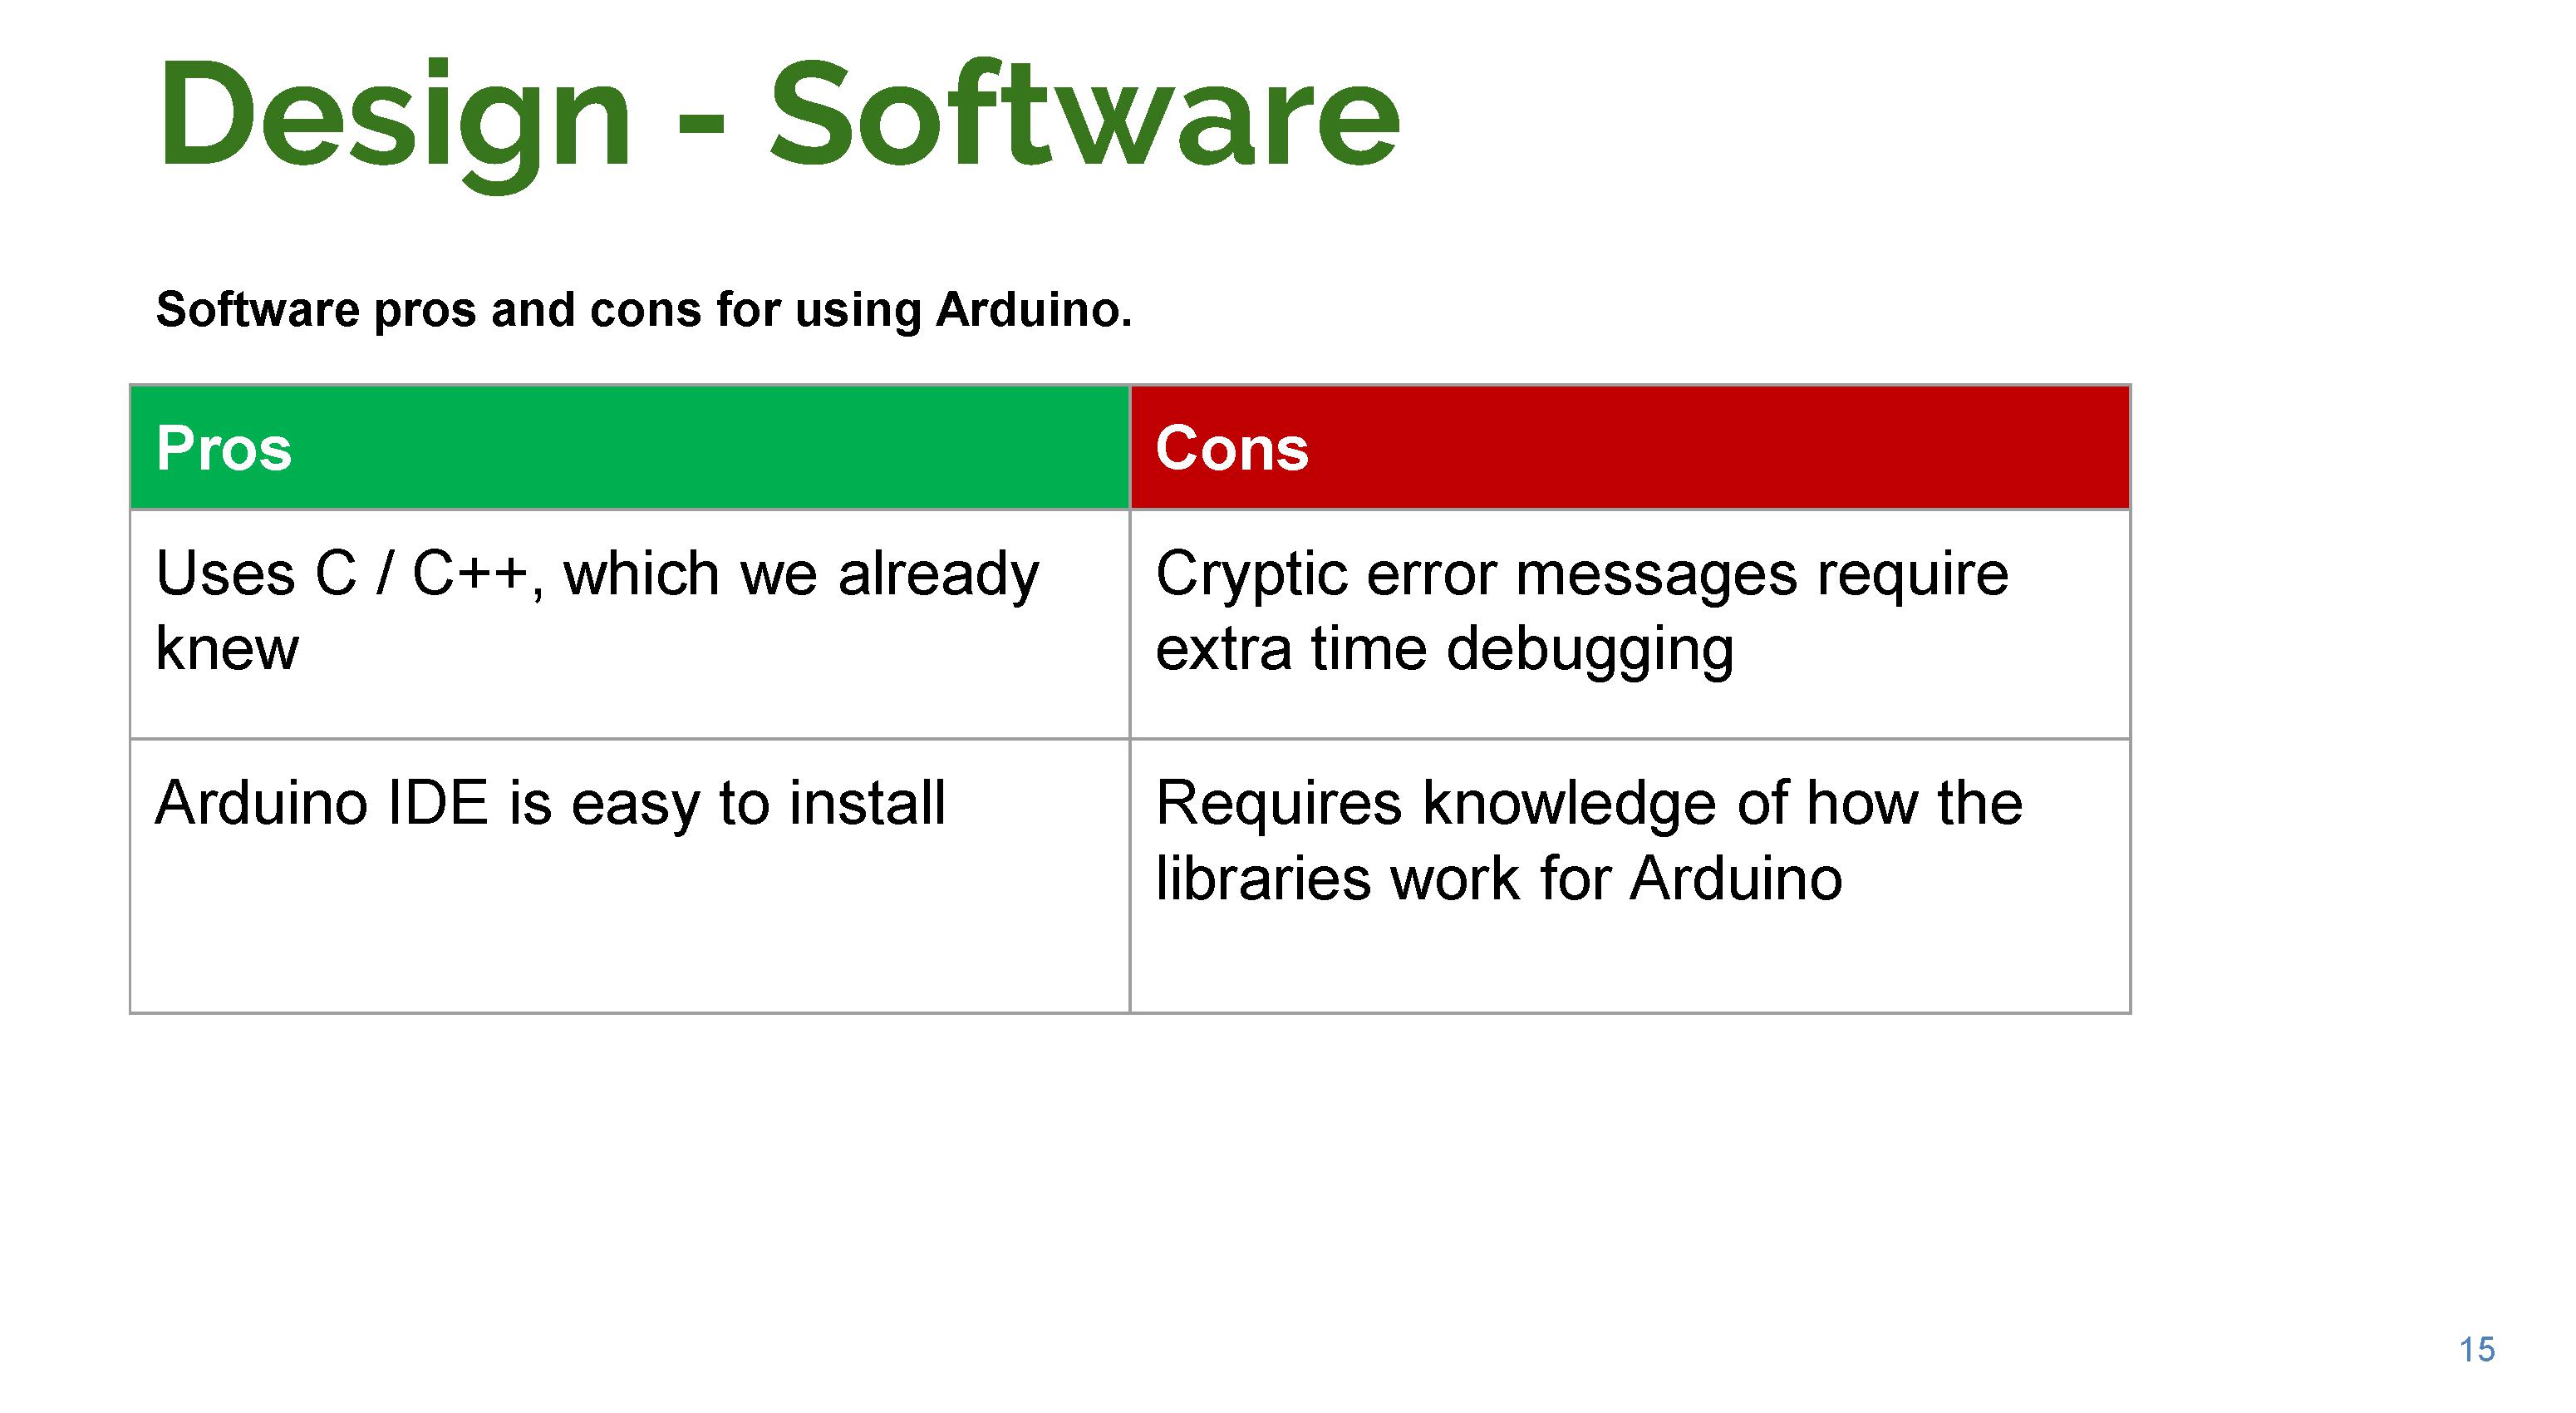 Design - Software
Software pros and cons for using Arduino.
Pros
Cons
Uses C / C++, which we already
knew
Cryptic error messages require
extra time debugging
Arduino IDE is easy to install
Requires knowledge of how the
libraries work for Arduino
15